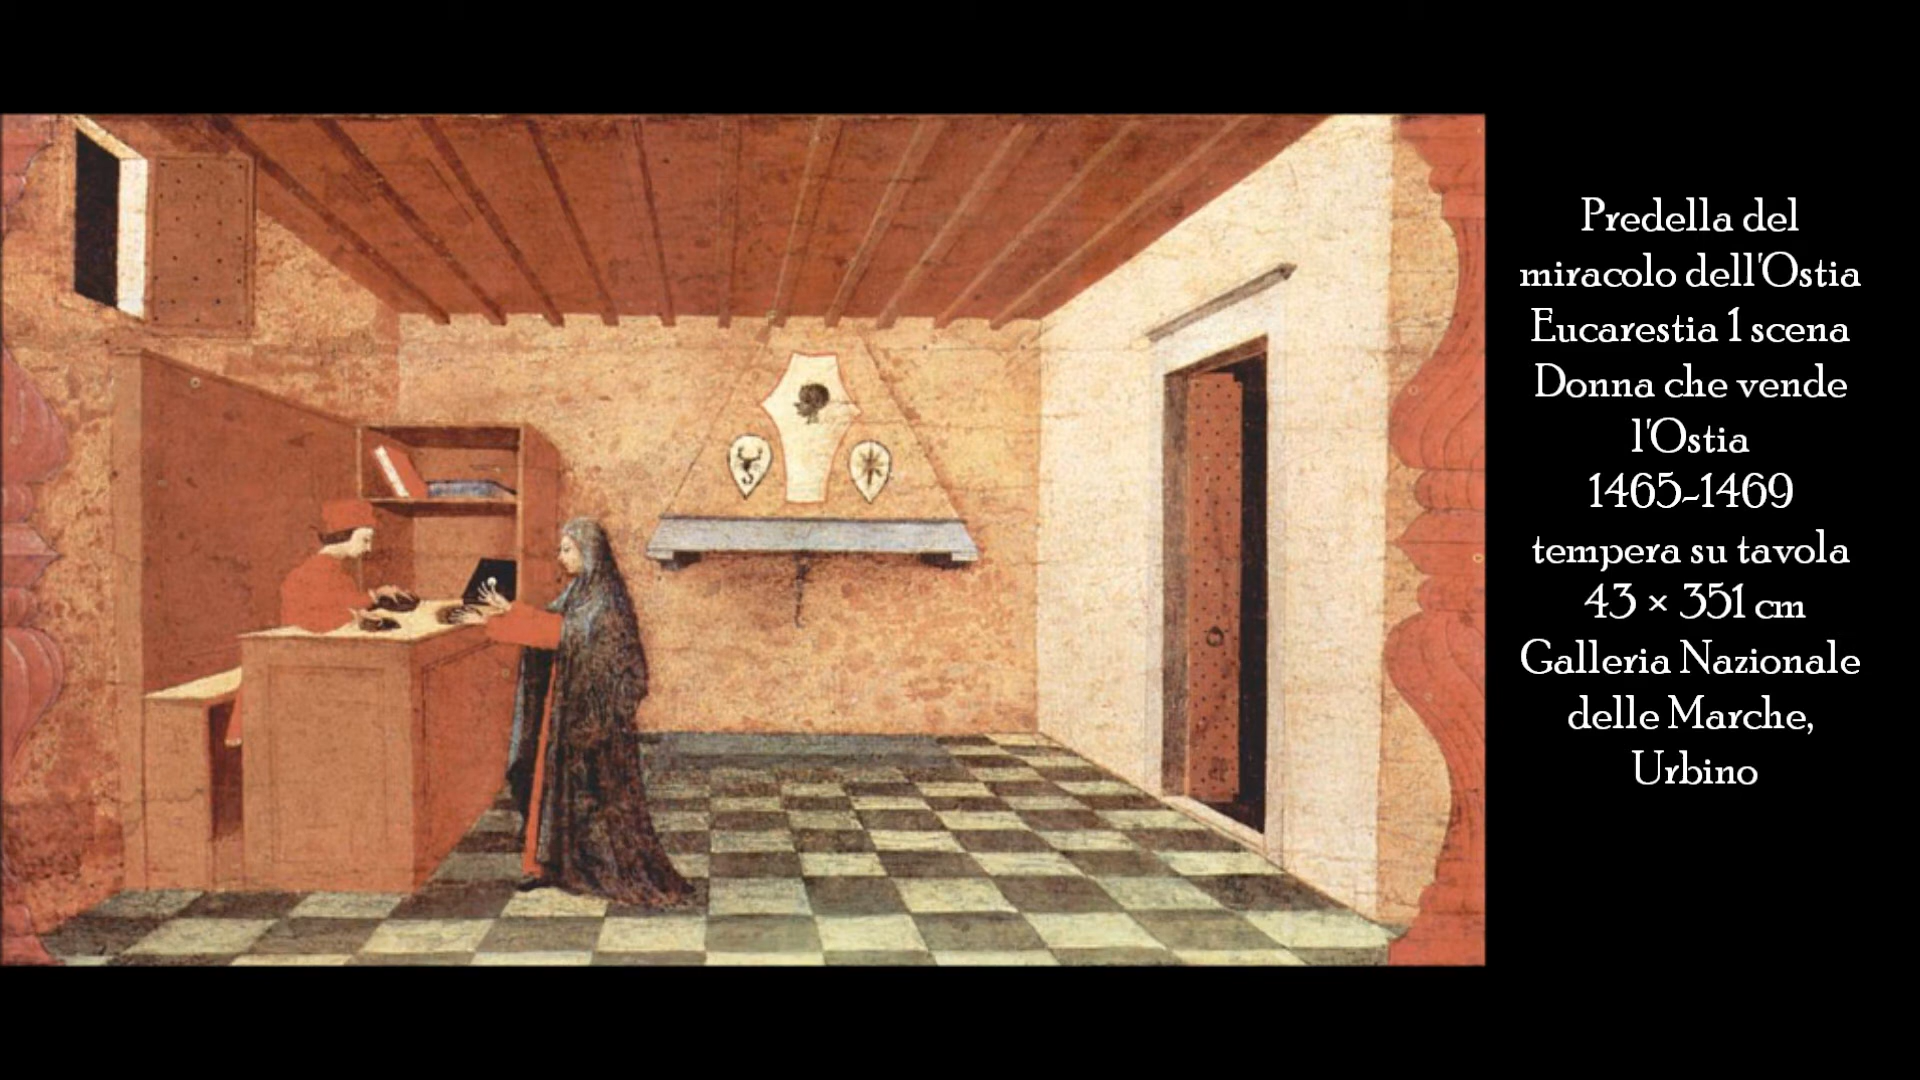 Predella del
miracolo dell'Ostia
Eucarestia 1 scena
Donna che vende
l'Ostia
1465-1469
tempera su tavola
43 × 351 cm
Galleria Nazionale
delle Marche,
Urbino